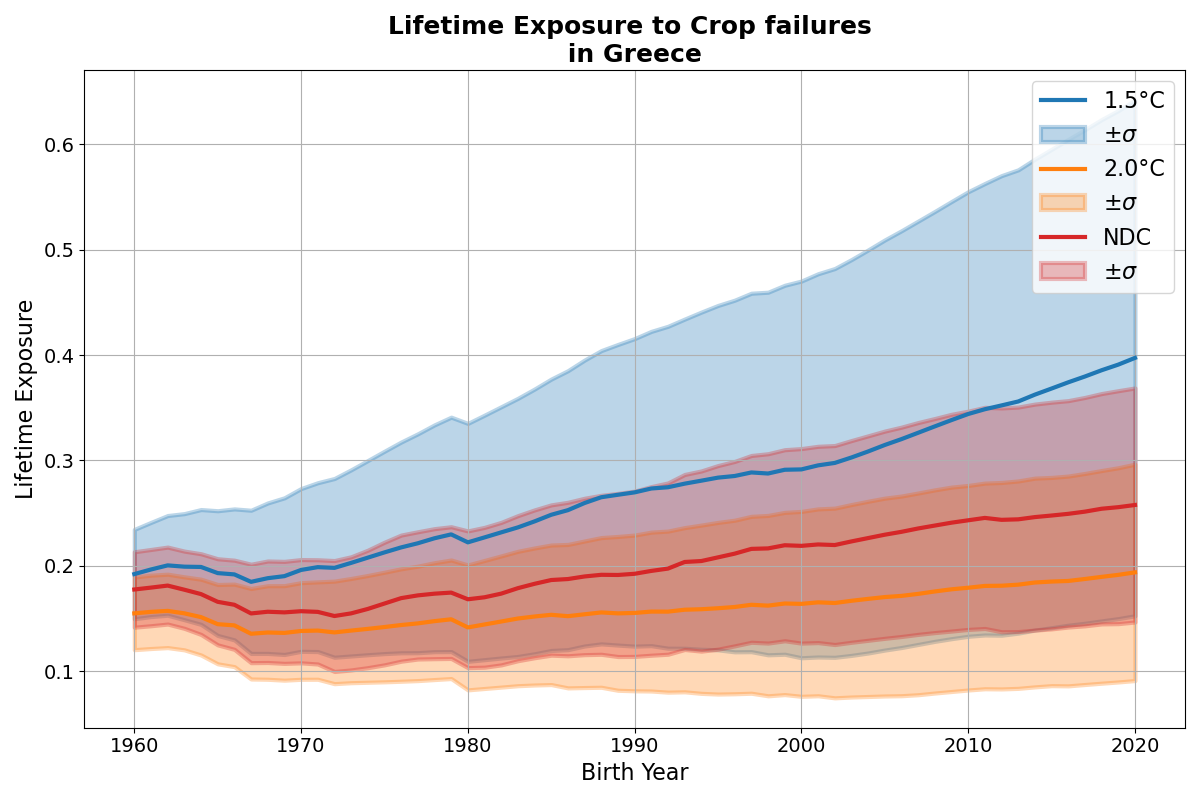 Lifetime Exposure to Crop failures
in Greece
1.5°C
±σ
2.0°C
±σ
NDC
±σ
Lifetime Exposure
0.6
0.5
0.4
0.3
0.2
0.1
1960 1970 1980 1990 2000 2010 2020
Birth Year